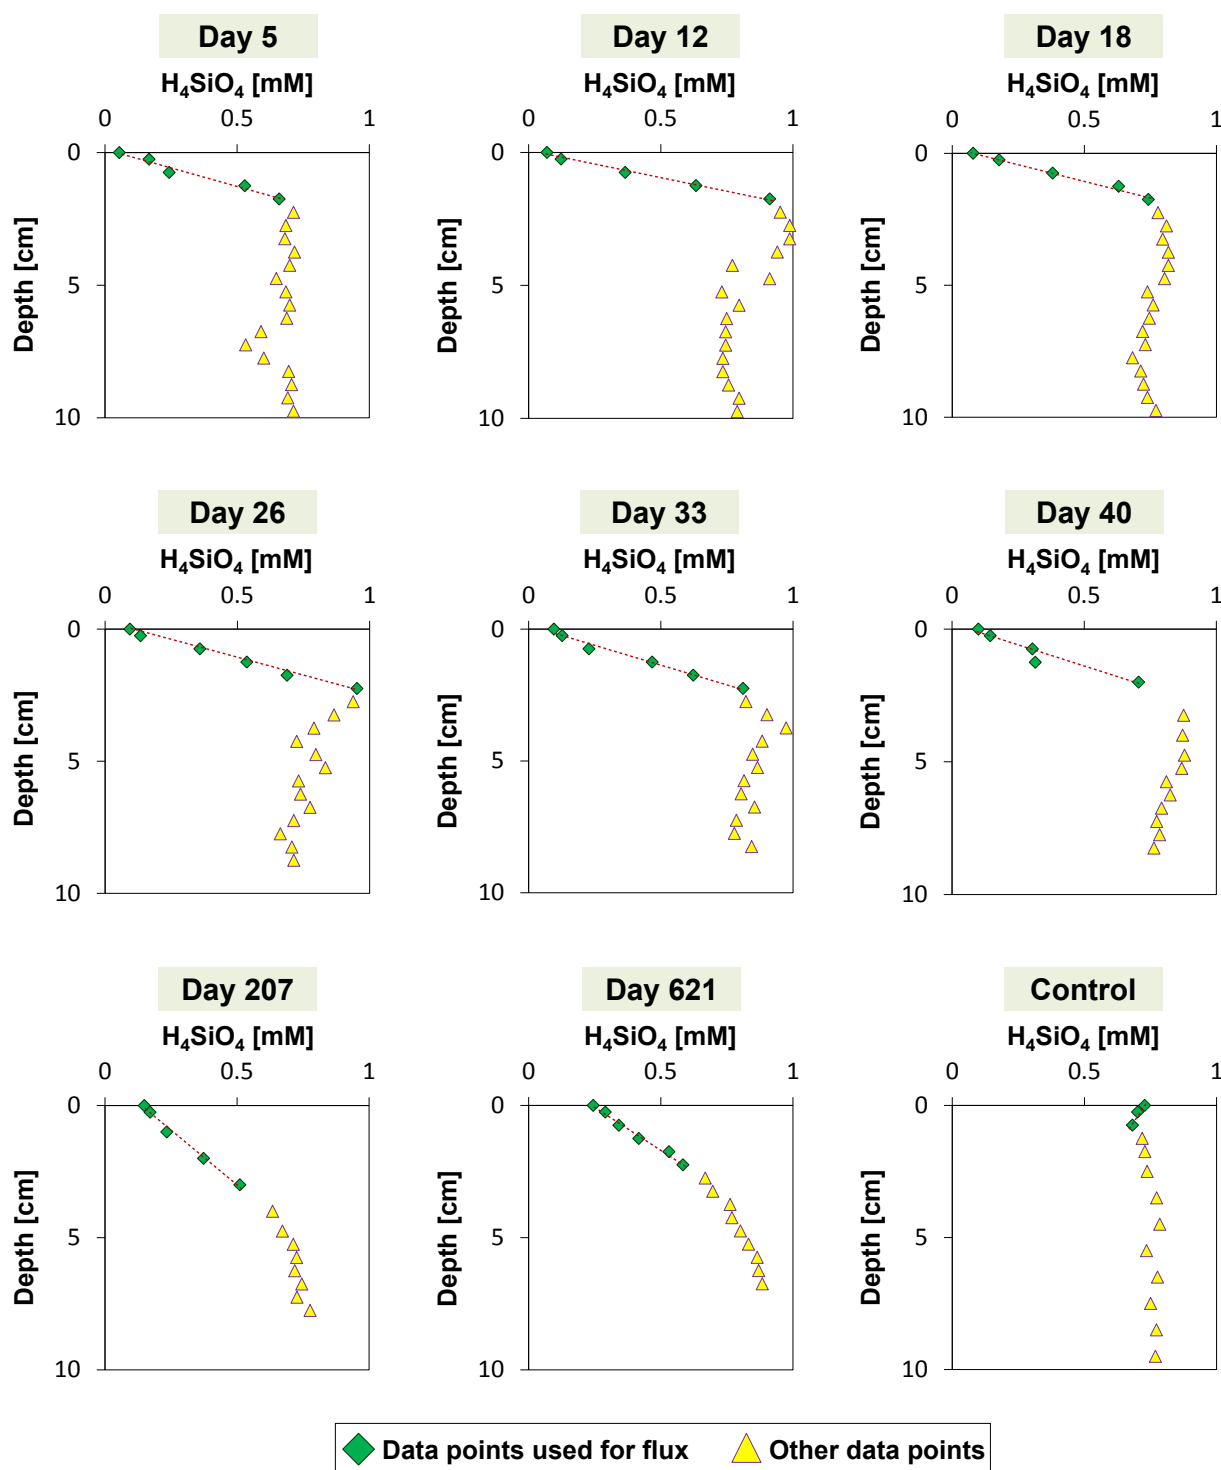 Day 5
Day 12
Day 18
H₄SiO₄ [mM]
H₄SiO₄ [mM]
H₄SiO₄ [mM]
0 0.5 1
0 0.5 1
0 0.5 1
0
5
10
Depth [cm]
0
5
10
Depth [cm]
0
5
10
Depth [cm]
Day 26
Day 33
Day 40
H₄SiO₄ [mM]
H₄SiO₄ [mM]
H₄SiO₄ [mM]
0 0.5 1
0 0.5 1
0 0.5 1
0
5
10
Depth [cm]
0
5
10
Depth [cm]
0
5
10
Depth [cm]
Day 207
Day 621
Control
H₄SiO₄ [mM]
H₄SiO₄ [mM]
H₄SiO₄ [mM]
0 0.5 1
0 0.5 1
0 0.5 1
0
5
10
Depth [cm]
0
5
10
Depth [cm]
0
5
10
Depth [cm]
Data points used for flux
Other data points